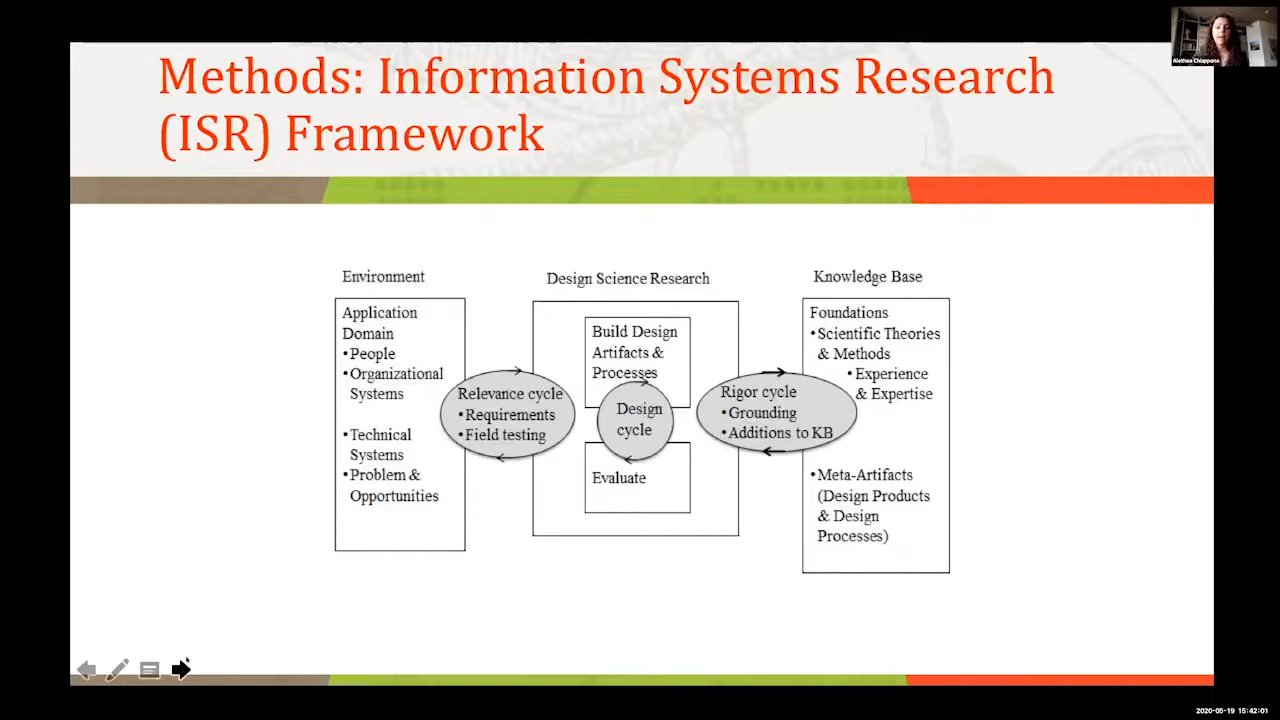 Methods: Information Systems Research
(ISR) Framework
Alethea Chiappone
Environment
Application
Domain
•People
•Organizational
Systems
•Technical
Systems
•Problem &
Opportunities
Relevance cycle
•Requirements
•Field testing
Design Science Research
Build Design
Artifacts &
Processes
Design
cycle
Evaluate
Rigor cycle
•Grounding
•Additions to KB
Knowledge Base
Foundations
•Scientific Theories
& Methods
•Experience
& Expertise
•Meta-Artifacts
(Design Products
& Design
Processes)
2020-05-19 15:42:01